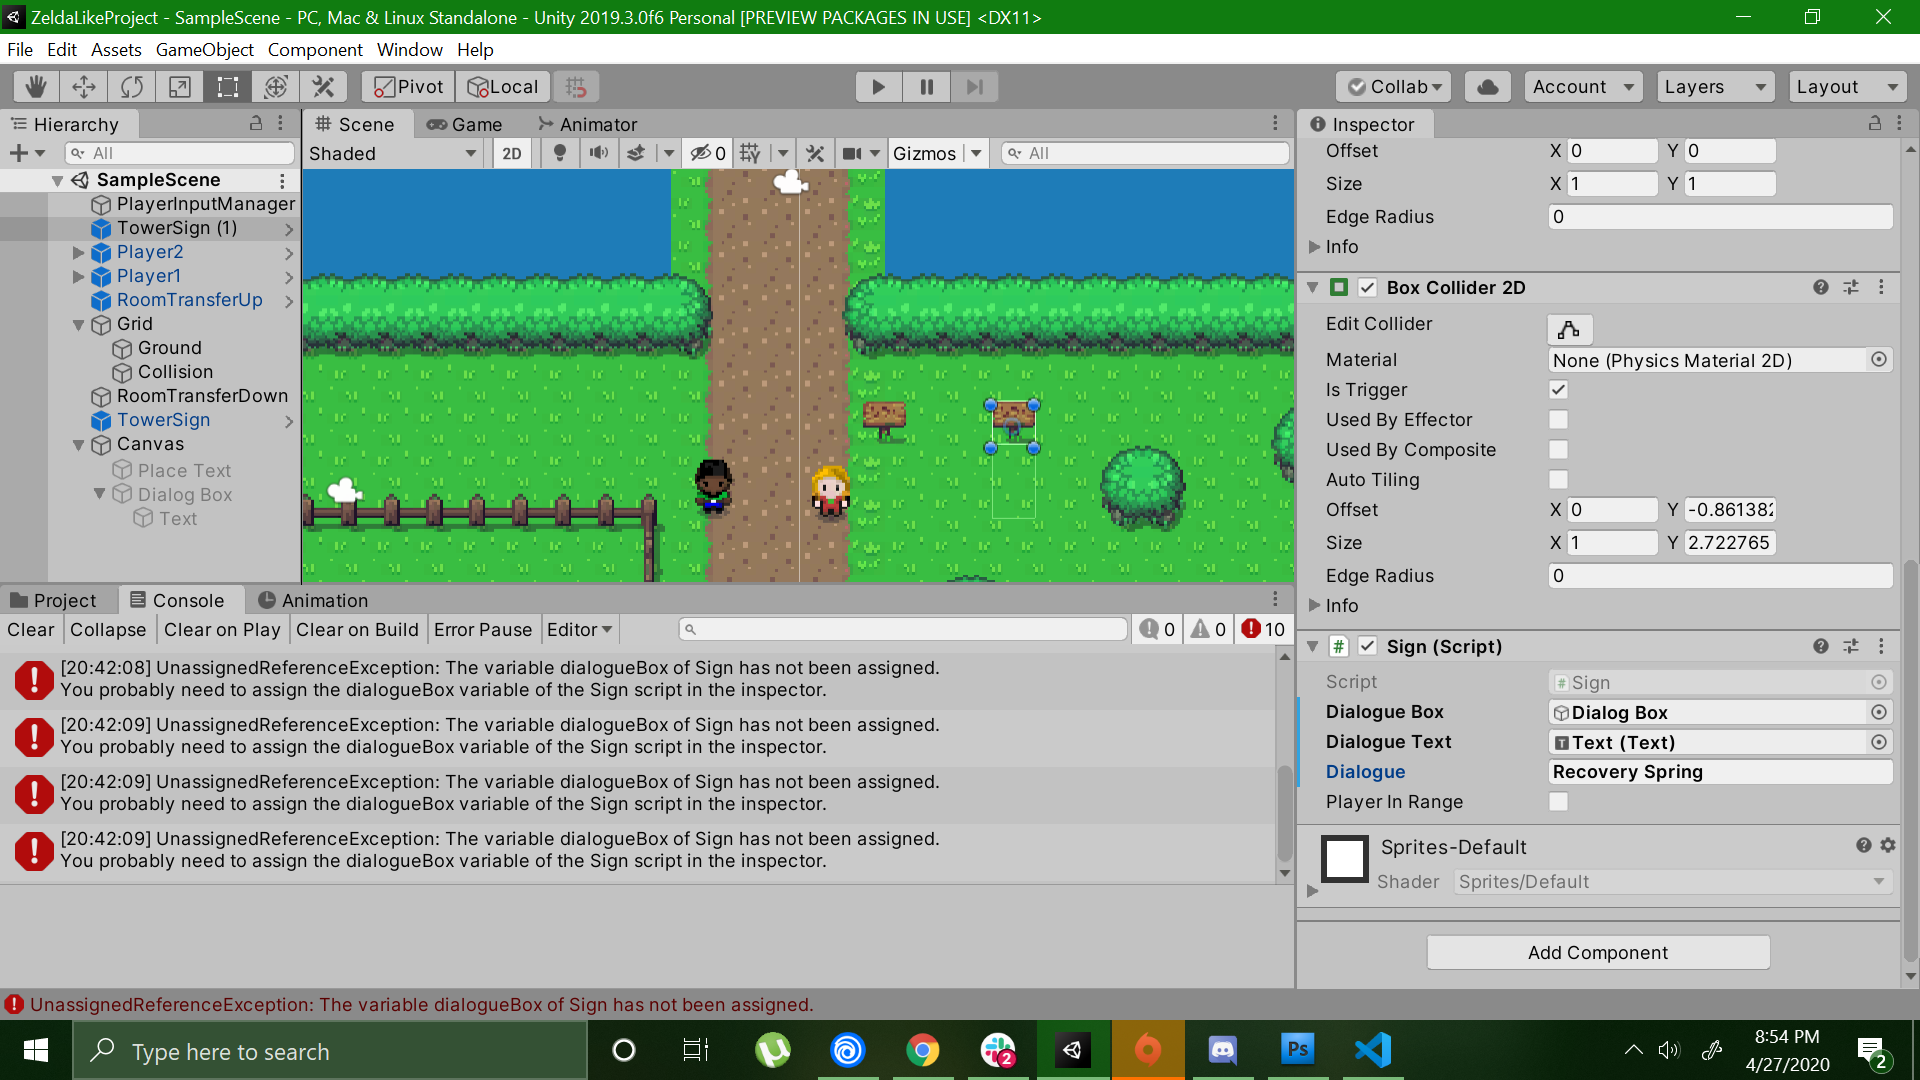 ZeldaLikeProject - SampleScene - PC, Mac & Linux Standalone - Unity 2019.3.0f6 Personal [PREVIEW PACKAGES IN USE] <DX11>
File Edit Assets GameObject Component Window Help
Pivot Local Collab Account Layers Layout
Hierarchy
All
SampleScene
PlayerInputManager
TowerSign (1)
Player2
Player1
RoomTransferUp
Grid
Ground
Collision
RoomTransferDown
TowerSign
Canvas
Place Text
Dialog Box
Text
Scene Game Animator
Shaded 2D 0 Gizmos All
Inspector
Offset X 0 Y 0
Size X 1 Y 1
Edge Radius 0
Info
Box Collider 2D
Edit Collider
Material None (Physics Material 2D)
Is Trigger
Used By Effector
Used By Composite
Auto Tiling
Offset X 0 Y -0.861382
Size X 1 Y 2.722765
Edge Radius 0
Info
# Sign (Script)
Script # Sign
Dialogue Box Dialog Box
Dialogue Text T Text (Text)
Dialogue Recovery Spring
Player In Range
Sprites-Default
Shader Sprites/Default
Add Component
Project Console Animation
Clear Collapse Clear on Play Clear on Build Error Pause Editor 0 0 10
[20:42:08] UnassignedReferenceException: The variable dialogueBox of Sign has not been assigned.
You probably need to assign the dialogueBox variable of the Sign script in the inspector.
[20:42:09] UnassignedReferenceException: The variable dialogueBox of Sign has not been assigned.
You probably need to assign the dialogueBox variable of the Sign script in the inspector.
[20:42:09] UnassignedReferenceException: The variable dialogueBox of Sign has not been assigned.
You probably need to assign the dialogueBox variable of the Sign script in the inspector.
[20:42:09] UnassignedReferenceException: The variable dialogueBox of Sign has not been assigned.
You probably need to assign the dialogueBox variable of the Sign script in the inspector.
UnassignedReferenceException: The variable dialogueBox of Sign has not been assigned.
Type here to search
2
Ps
8:54 PM
4/27/2020
2